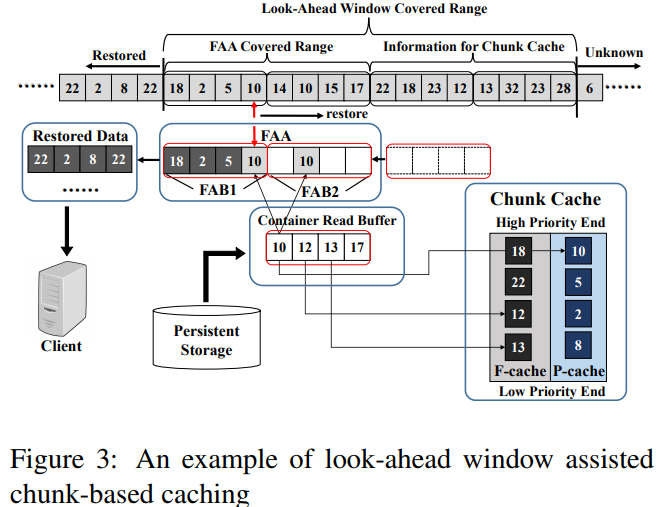 Look-Ahead Window Covered Range
Restored
FAA Covered Range
Information for Chunk Cache
Unknown
...... 22 2 8 22 18 2 5 10 14 10 15 17 22 18 23 12 13 32 23 28 6 ......
restore
Restored Data
FAA
22 2 8 22
18 2 5 10 10
......
FAB1 FAB2
Chunk Cache
Container Read Buffer
High Priority End
10 12 13 17
18 10
22 5
12 2
13 8
Persistent
Storage
Client
F-cache P-cache
Low Priority End
Figure 3: An example of look-ahead window assisted
chunk-based caching